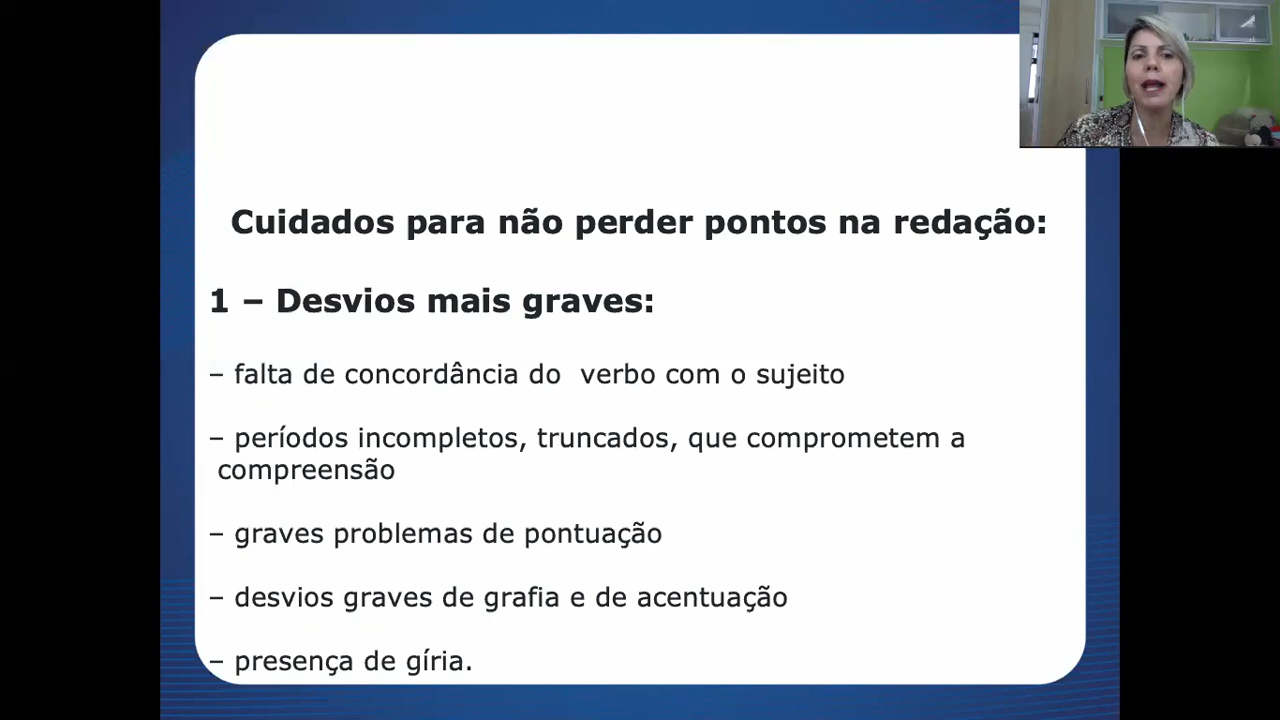 Cuidados para não perder pontos na redação:
1 – Desvios mais graves:
– falta de concordância do  verbo com o sujeito
– períodos incompletos, truncados, que comprometem a
compreensão
– graves problemas de pontuação
– desvios graves de grafia e de acentuação
– presença de gíria.